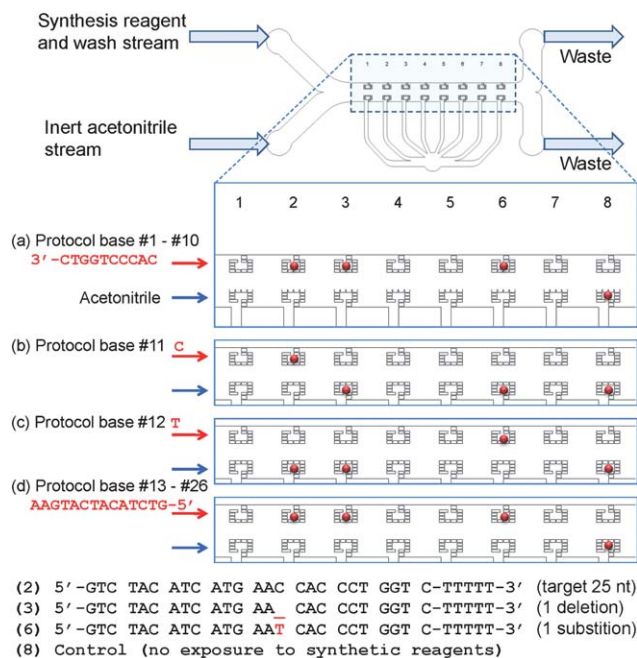 Synthesis reagent
and wash stream
Waste
1 2 3 4 5 6 7 8
Inert acetonitrile
stream
Waste
1 2 3 4 5 6 7 8
(a) Protocol base #1 - #10
3'-CTGGTCCCAC
Acetonitrile
(b) Protocol base #11 C
(c) Protocol base #12 T
(d) Protocol base #13 - #26
AAGTACTACATCTG-5'
(2) 5'-GTC TAC ATC ATG AAC CAC CCT GGT C-TTTTT-3' (target 25 nt)
(3) 5'-GTC TAC ATC ATG AA_ CAC CCT GGT C-TTTTT-3' (1 deletion)
(6) 5'-GTC TAC ATC ATG AAT CAC CCT GGT C-TTTTT-3' (1 substition)
(8) Control (no exposure to synthetic reagents)